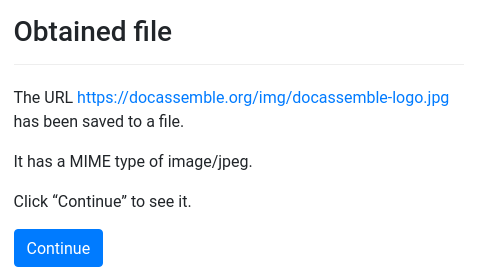 Obtained file
The URL https://docassemble.org/img/docassemble-logo.jpg
has been saved to a file.
It has a MIME type of image/jpeg.
Click “Continue” to see it.
Continue